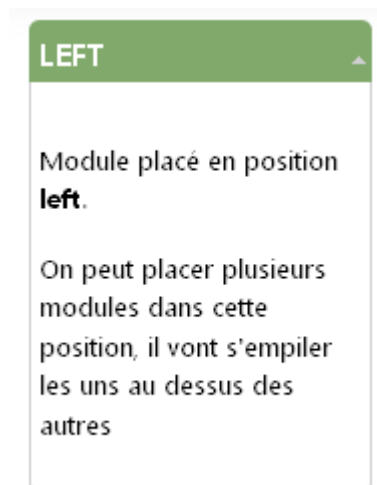 LEFT
Module placé en position
left.
On peut placer plusieurs
modules dans cette
position, il vont s'empiler
les uns au dessus des
autres